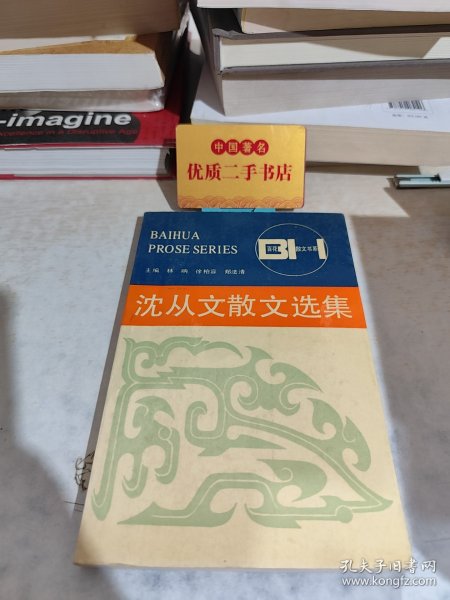 -imagine
Experience in a Disruptive Age
中国著名
优质二手书店
BAIHUA
PROSE SERIES
BH
百花
散文书系
主编 林呐 徐柏容 郑法清
沈从文散文选集
孔夫子旧书网
www.kongfz.com